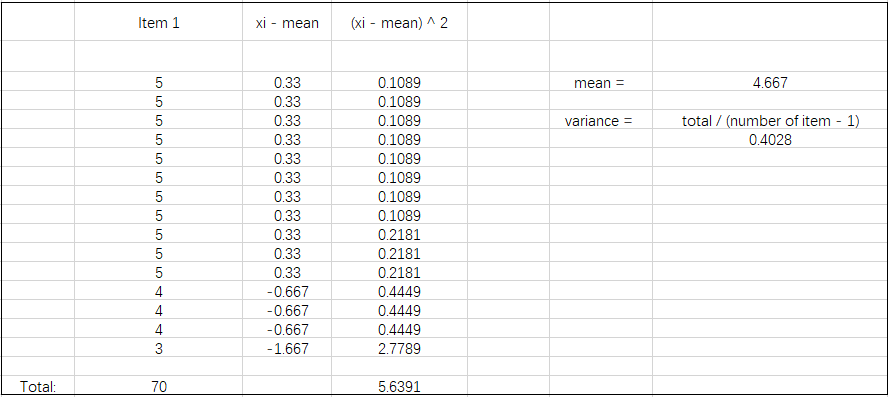 Item 1 xi - mean (xi - mean) ^ 2
5 0.33 0.1089 mean = 4.667
5 0.33 0.1089
5 0.33 0.1089 variance = total / (number of item - 1)
5 0.33 0.1089 0.4028
5 0.33 0.1089
5 0.33 0.1089
5 0.33 0.1089
5 0.33 0.1089
5 0.33 0.2181
5 0.33 0.2181
5 0.33 0.2181
4 -0.667 0.4449
4 -0.667 0.4449
4 -0.667 0.4449
3 -1.667 2.7789
Total: 70 5.6391